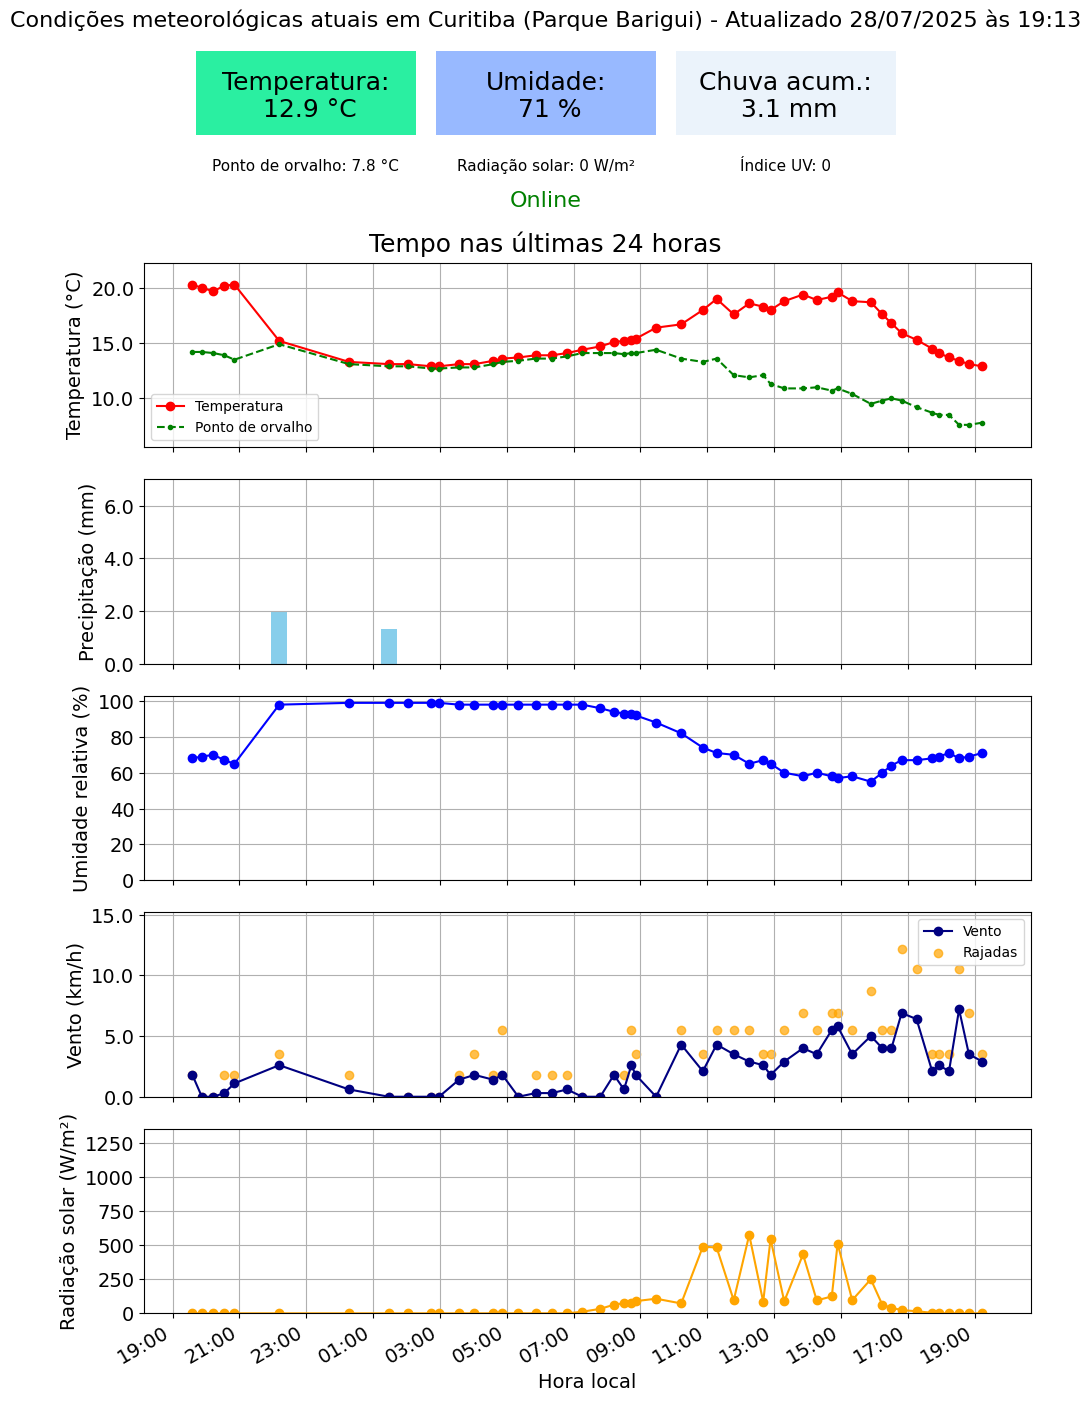 Condições meteorológicas atuais em Curitiba (Parque Barigui) - Atualizado 28/07/2025 às 19:13
Temperatura:
12.9 °C
Umidade:
71 %
Chuva acum.:
3.1 mm
Ponto de orvalho: 7.8 °C
Radiação solar: 0 W/m²
Índice UV: 0
Online
Tempo nas últimas 24 horas
Temperatura (°C)
20.0
15.0
10.0
Temperatura
Ponto de orvalho
Precipitação (mm)
6.0
4.0
2.0
0.0
Umidade relativa (%)
100
80
60
40
20
0
Vento (km/h)
15.0
10.0
5.0
0.0
Vento
Rajadas
Radiação solar (W/m²)
1250
1000
750
500
250
0
19:00
21:00
23:00
01:00
03:00
05:00
07:00
09:00
11:00
13:00
15:00
17:00
19:00
Hora local